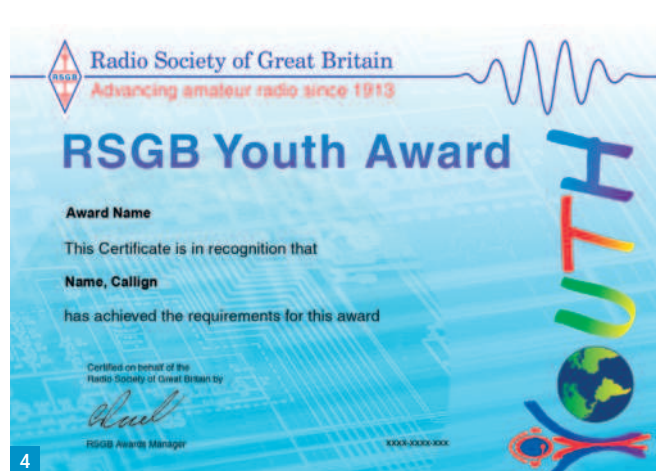 RSGB
Radio Society of Great Britain
Advancing amateur radio since 1913
RSGB Youth Award
Award Name
This Certificate is in recognition that
Name, Callign
has achieved the requirements for this award
Certified on behalf of the
Radio Society of Great Britain by
RSGB Awards Manager
xxxx-xxxx-xxx
YOUTH
4